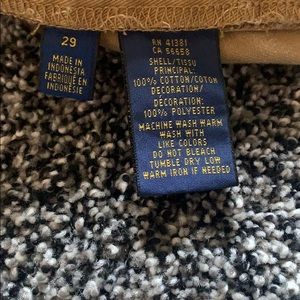 29
MADE IN
INDONESIA
FABRIQUÉ EN
INDONÉSIE
RN 41381
CA 56658
SHELL/TISSU
PRINCIPAL:
100% COTTON/COTON
DECORATION/
DÉCORATION:
100% POLYESTER
MACHINE WASH WARM
WASH WITH
LIKE COLORS
DO NOT BLEACH
TUMBLE DRY LOW
WARM IRON IF NEEDED